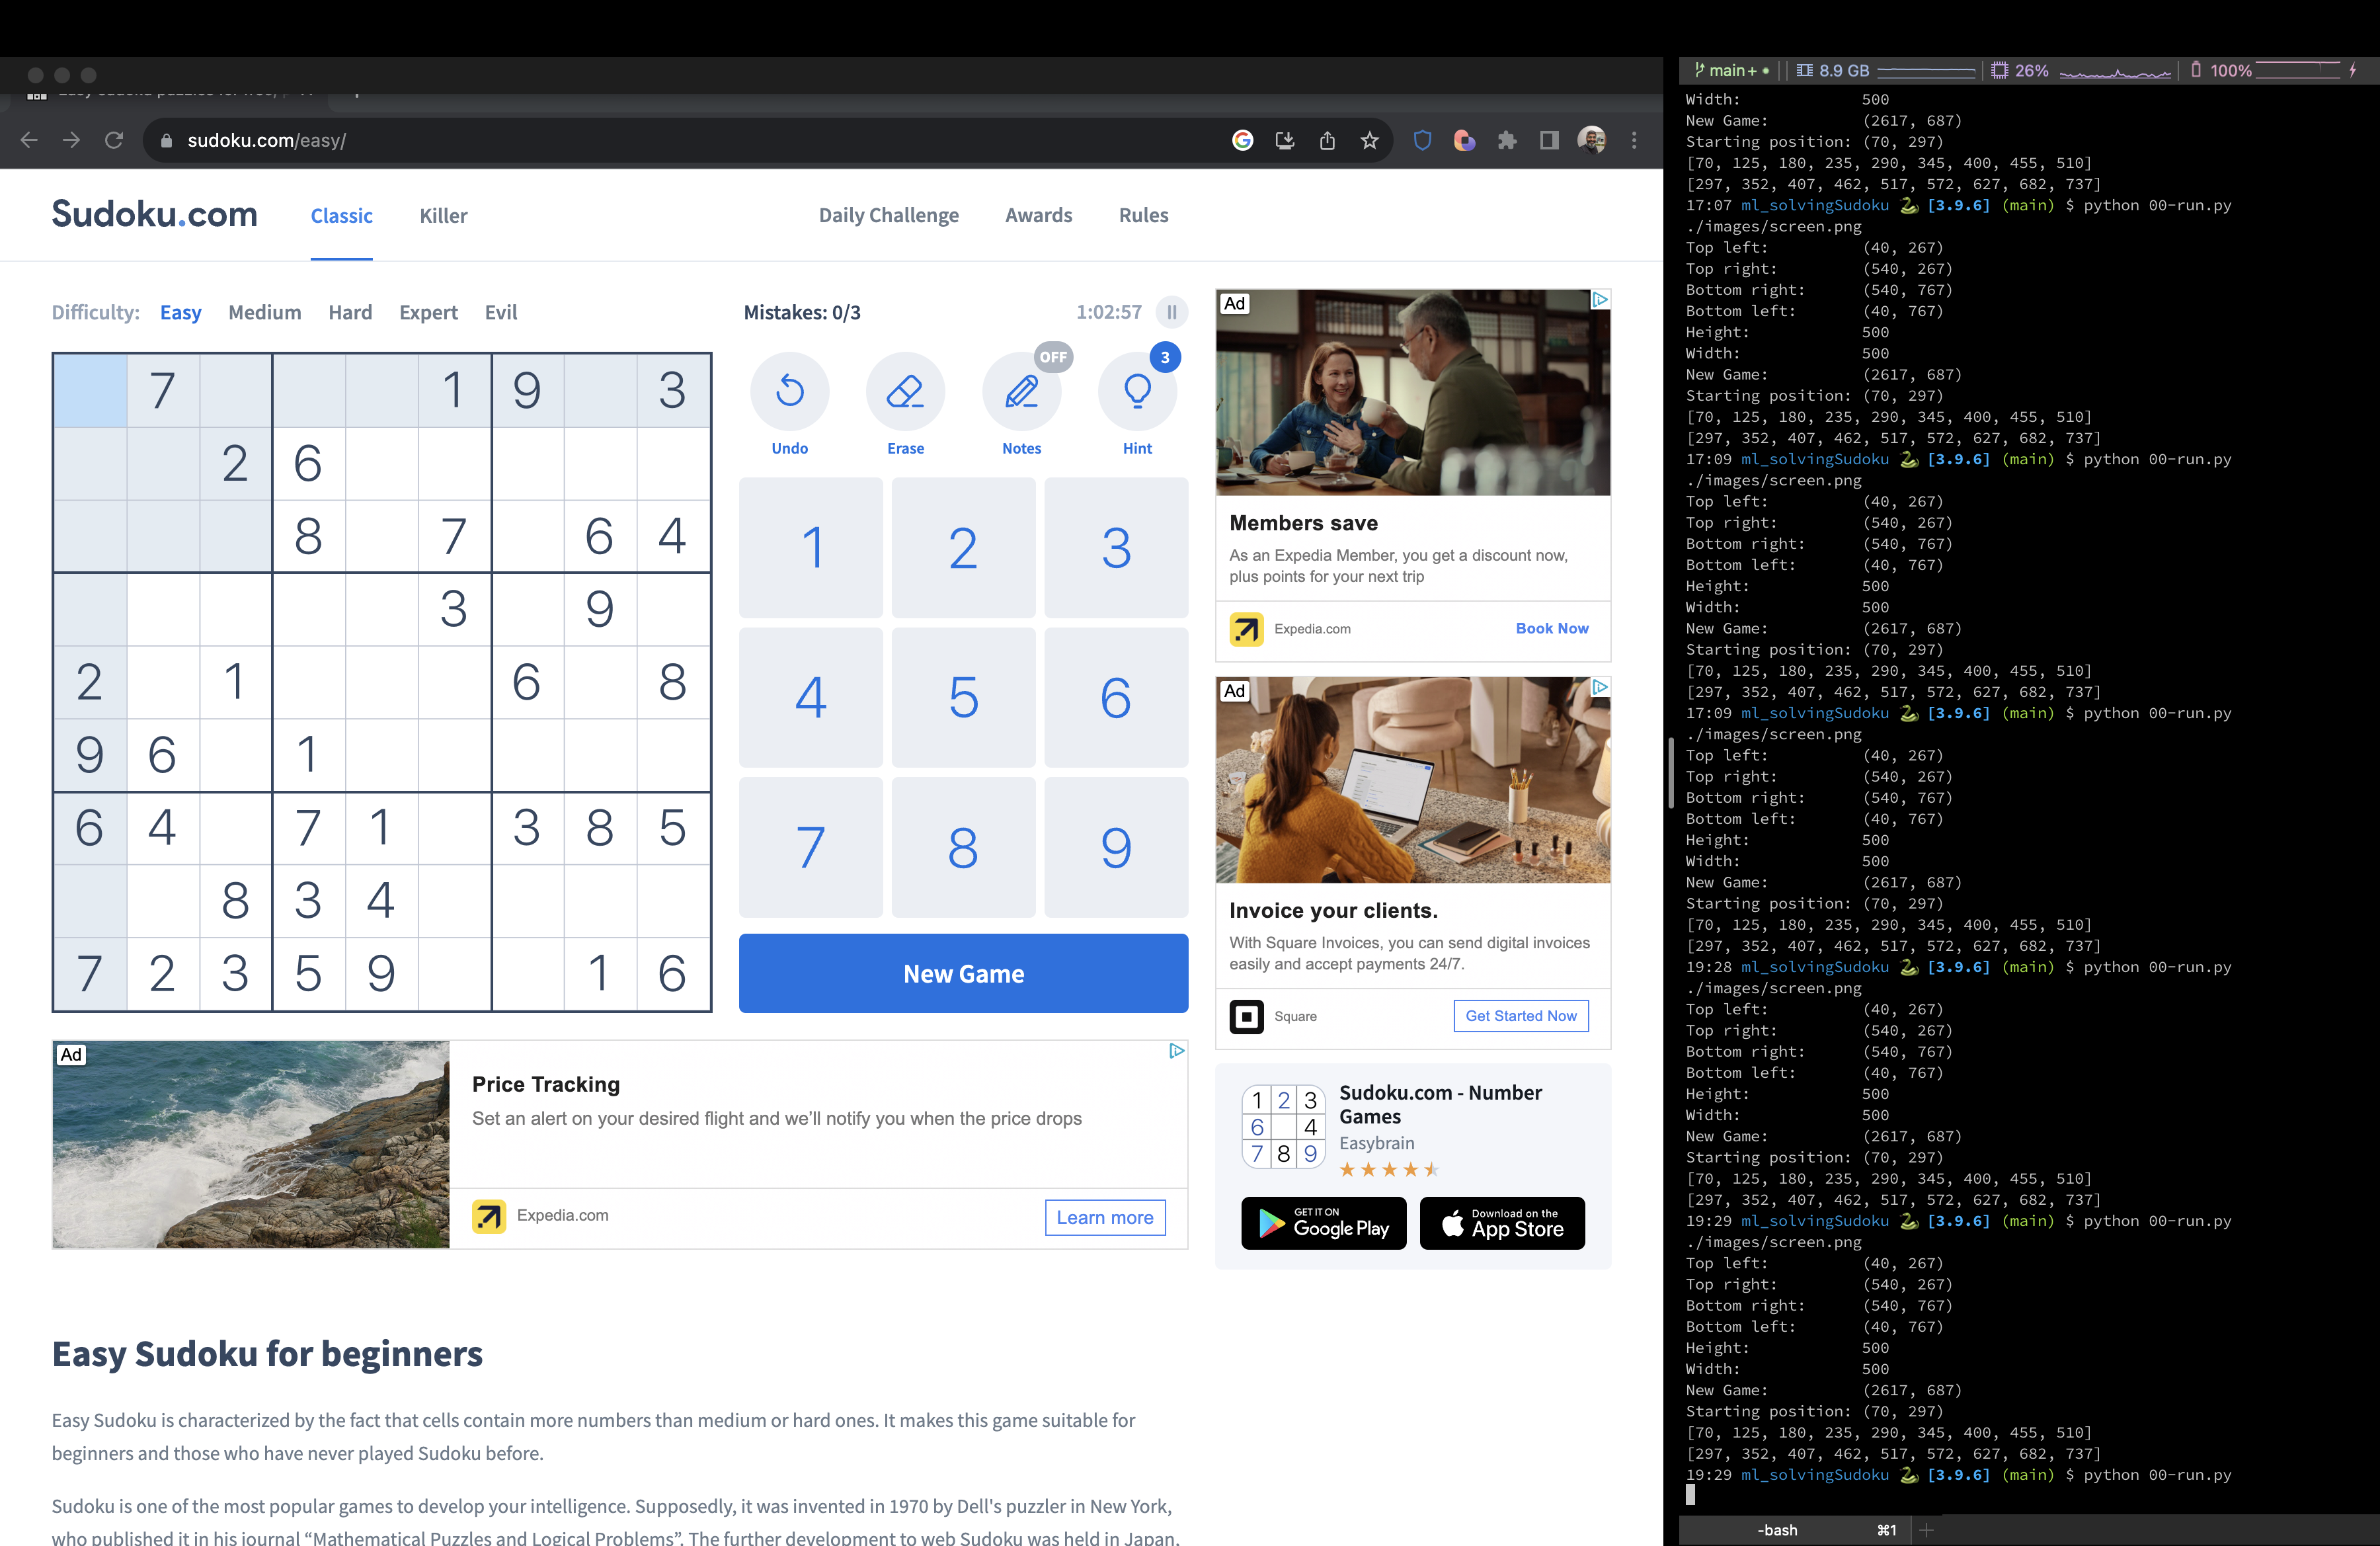 sudoku.com/easy/
Sudoku.com
Classic
Killer
Daily Challenge
Awards
Rules
Difficulty: Easy Medium Hard Expert Evil
Mistakes: 0/3
1:02:57
7 1 9 3
2 6
8 7 6 4
3 9
2 1 6 8
9 6 1
6 4 7 1 3 8 5
8 3 4
7 2 3 5 9 1 6
OFF
3
Undo
Erase
Notes
Hint
1 2 3
4 5 6
7 8 9
New Game
Ad
Members save
As an Expedia Member, you get a discount now,
plus points for your next trip
Expedia.com
Book Now
Ad
Invoice your clients.
With Square Invoices, you can send digital invoices
easily and accept payments 24/7.
Square
Get Started Now
Ad
Price Tracking
Set an alert on your desired flight and we'll notify you when the price drops
Expedia.com
Learn more
1 2 3
6 4
7 8 9
Sudoku.com - Number
Games
Easybrain
GET IT ON
Google Play
Download on the
App Store
Easy Sudoku for beginners
Easy Sudoku is characterized by the fact that cells contain more numbers than medium or hard ones. It makes this game suitable for
beginners and those who have never played Sudoku before.
Sudoku is one of the most popular games to develop your intelligence. Supposedly, it was invented in 1970 by Dell's puzzler in New York,
who published it in his journal “Mathematical Puzzles and Logical Problems”. The further development to web Sudoku was held in Japan,
main+ 8.9 GB 26% 100%
Width: 500
New Game: (2617, 687)
Starting position: (70, 297)
[70, 125, 180, 235, 290, 345, 400, 455, 510]
[297, 352, 407, 462, 517, 572, 627, 682, 737]
17:07 ml_solvingSudoku [3.9.6] (main) $ python 00-run.py
./images/screen.png
Top left: (40, 267)
Top right: (540, 267)
Bottom right: (540, 767)
Bottom left: (40, 767)
Height: 500
Width: 500
New Game: (2617, 687)
Starting position: (70, 297)
[70, 125, 180, 235, 290, 345, 400, 455, 510]
[297, 352, 407, 462, 517, 572, 627, 682, 737]
17:09 ml_solvingSudoku [3.9.6] (main) $ python 00-run.py
./images/screen.png
Top left: (40, 267)
Top right: (540, 267)
Bottom right: (540, 767)
Bottom left: (40, 767)
Height: 500
Width: 500
New Game: (2617, 687)
Starting position: (70, 297)
[70, 125, 180, 235, 290, 345, 400, 455, 510]
[297, 352, 407, 462, 517, 572, 627, 682, 737]
17:09 ml_solvingSudoku [3.9.6] (main) $ python 00-run.py
./images/screen.png
Top left: (40, 267)
Top right: (540, 267)
Bottom right: (540, 767)
Bottom left: (40, 767)
Height: 500
Width: 500
New Game: (2617, 687)
Starting position: (70, 297)
[70, 125, 180, 235, 290, 345, 400, 455, 510]
[297, 352, 407, 462, 517, 572, 627, 682, 737]
19:28 ml_solvingSudoku [3.9.6] (main) $ python 00-run.py
./images/screen.png
Top left: (40, 267)
Top right: (540, 267)
Bottom right: (540, 767)
Bottom left: (40, 767)
Height: 500
Width: 500
New Game: (2617, 687)
Starting position: (70, 297)
[70, 125, 180, 235, 290, 345, 400, 455, 510]
[297, 352, 407, 462, 517, 572, 627, 682, 737]
19:29 ml_solvingSudoku [3.9.6] (main) $ python 00-run.py
./images/screen.png
Top left: (40, 267)
Top right: (540, 267)
Bottom right: (540, 767)
Bottom left: (40, 767)
Height: 500
Width: 500
New Game: (2617, 687)
Starting position: (70, 297)
[70, 125, 180, 235, 290, 345, 400, 455, 510]
[297, 352, 407, 462, 517, 572, 627, 682, 737]
19:29 ml_solvingSudoku [3.9.6] (main) $ python 00-run.py
-bash ⌘1